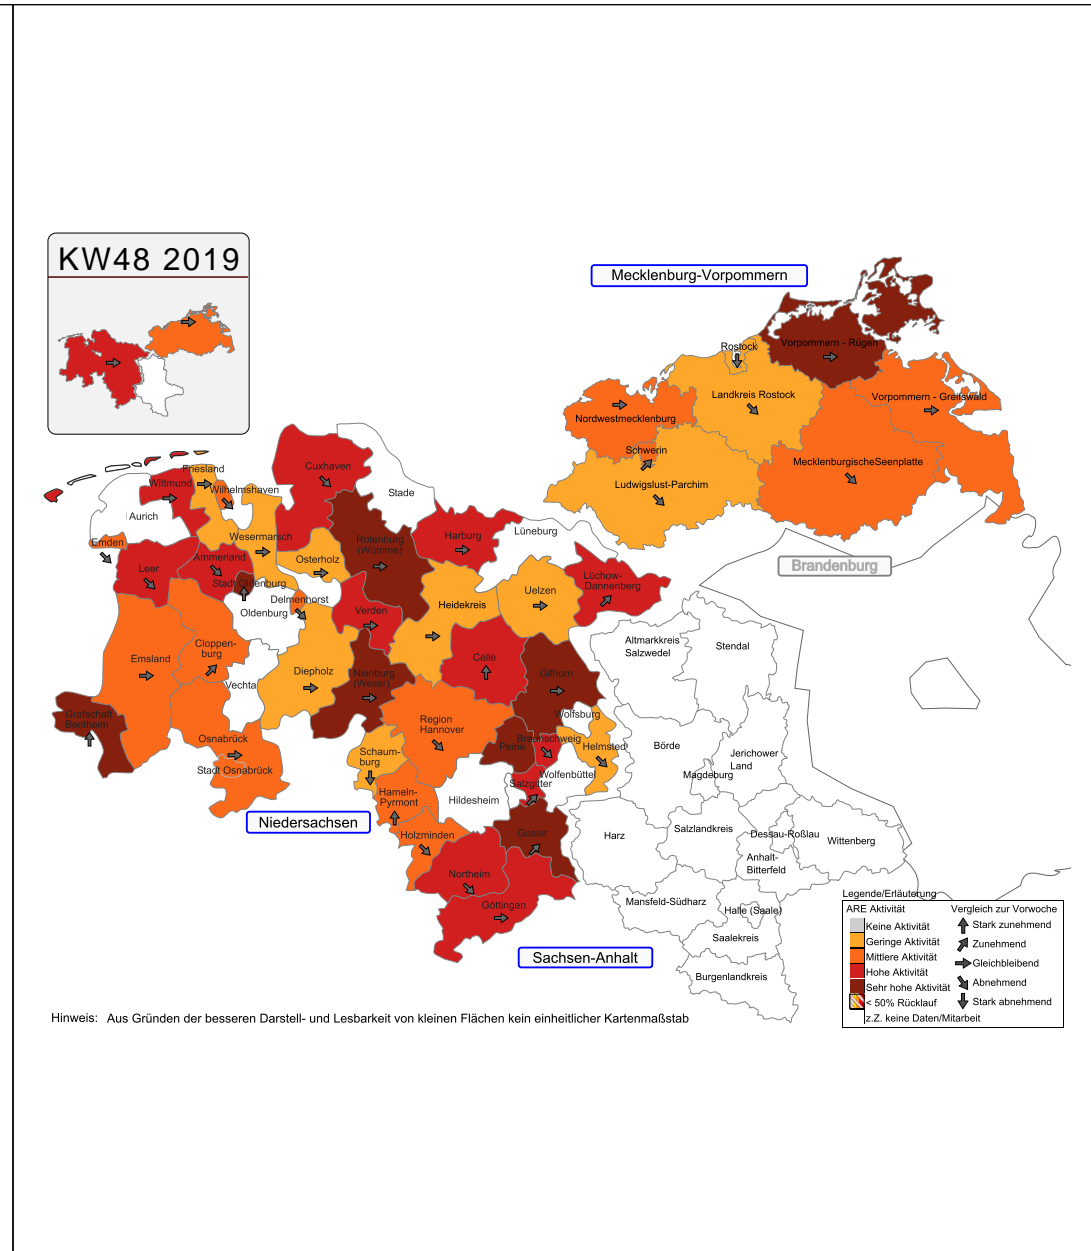 KW48 2019
Mecklenburg-Vorpommern
Rostock
Vorpommern - Rügen
Landkreis Rostock
Vorpommern - Greifswald
Nordwestmecklenburg
Schwerin
MecklenburgischeSeenplatte
Ludwigslust-Parchim
Brandenburg
Cuxhaven
Friesland
Wittmund
Wilhelmshaven
Stade
Aurich
Wesermarsch
Emden
Rotenburg
(Wümme)
Harburg
Lüneburg
Leer
Ammerland
Osterholz
Stadt Oldenburg
Lüchow-
Dannenberg
Uelzen
Delmenhorst
Oldenburg
Verden
Heidekreis
Cloppen-
burg
Emsland
Celle
Diepholz
Nienburg
(Weser)
Gifhorn
Vechta
Altmarkkreis
Salzwedel
Stendal
Grafschaft
Bentheim
Wolfsburg
Region
Hannover
Osnabrück
Stadt Osnabrück
Schaum-
burg
Peine
Braunschweig
Helmsted
Börde
Jerichower
Land
Magdeburg
Wolfenbüttel
Salzgitter
Hameln-
Pyrmont
Hildesheim
Niedersachsen
Holzminden
Goslar
Harz
Salzlandkreis
Dessau-Roßlau
Wittenberg
Anhalt-
Bitterfeld
Northeim
Göttingen
Mansfeld-Südharz
Halle (Saale)
Saalekreis
Burgenlandkreis
Sachsen-Anhalt
Legende/Erläuterung
ARE Aktivität
Keine Aktivität
Geringe Aktivität
Mittlere Aktivität
Hohe Aktivität
Sehr hohe Aktivität
< 50% Rücklauf
z.Z. keine Daten/Mitarbeit
Vergleich zur Vorwoche
Stark zunehmend
Zunehmend
Gleichbleibend
Abnehmend
Stark abnehmend
Hinweis: Aus Gründen der besseren Darstell- und Lesbarkeit von kleinen Flächen kein einheitlicher Kartenmaßstab